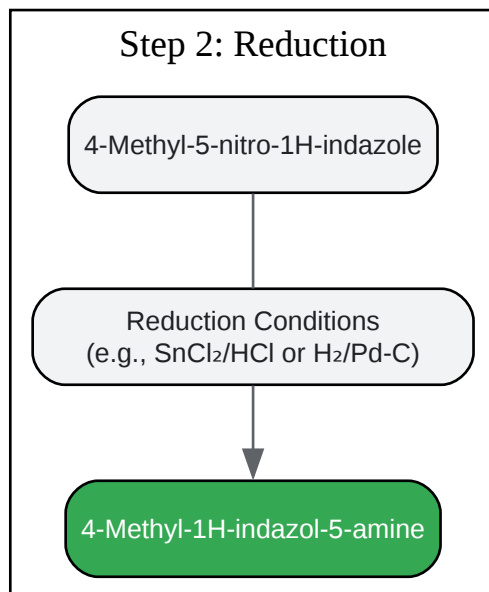 Step 2: Reduction
4-Methyl-5-nitro-1H-indazole
Reduction Conditions
(e.g., SnCl₂/HCl or H₂/Pd-C)
4-Methyl-1H-indazol-5-amine